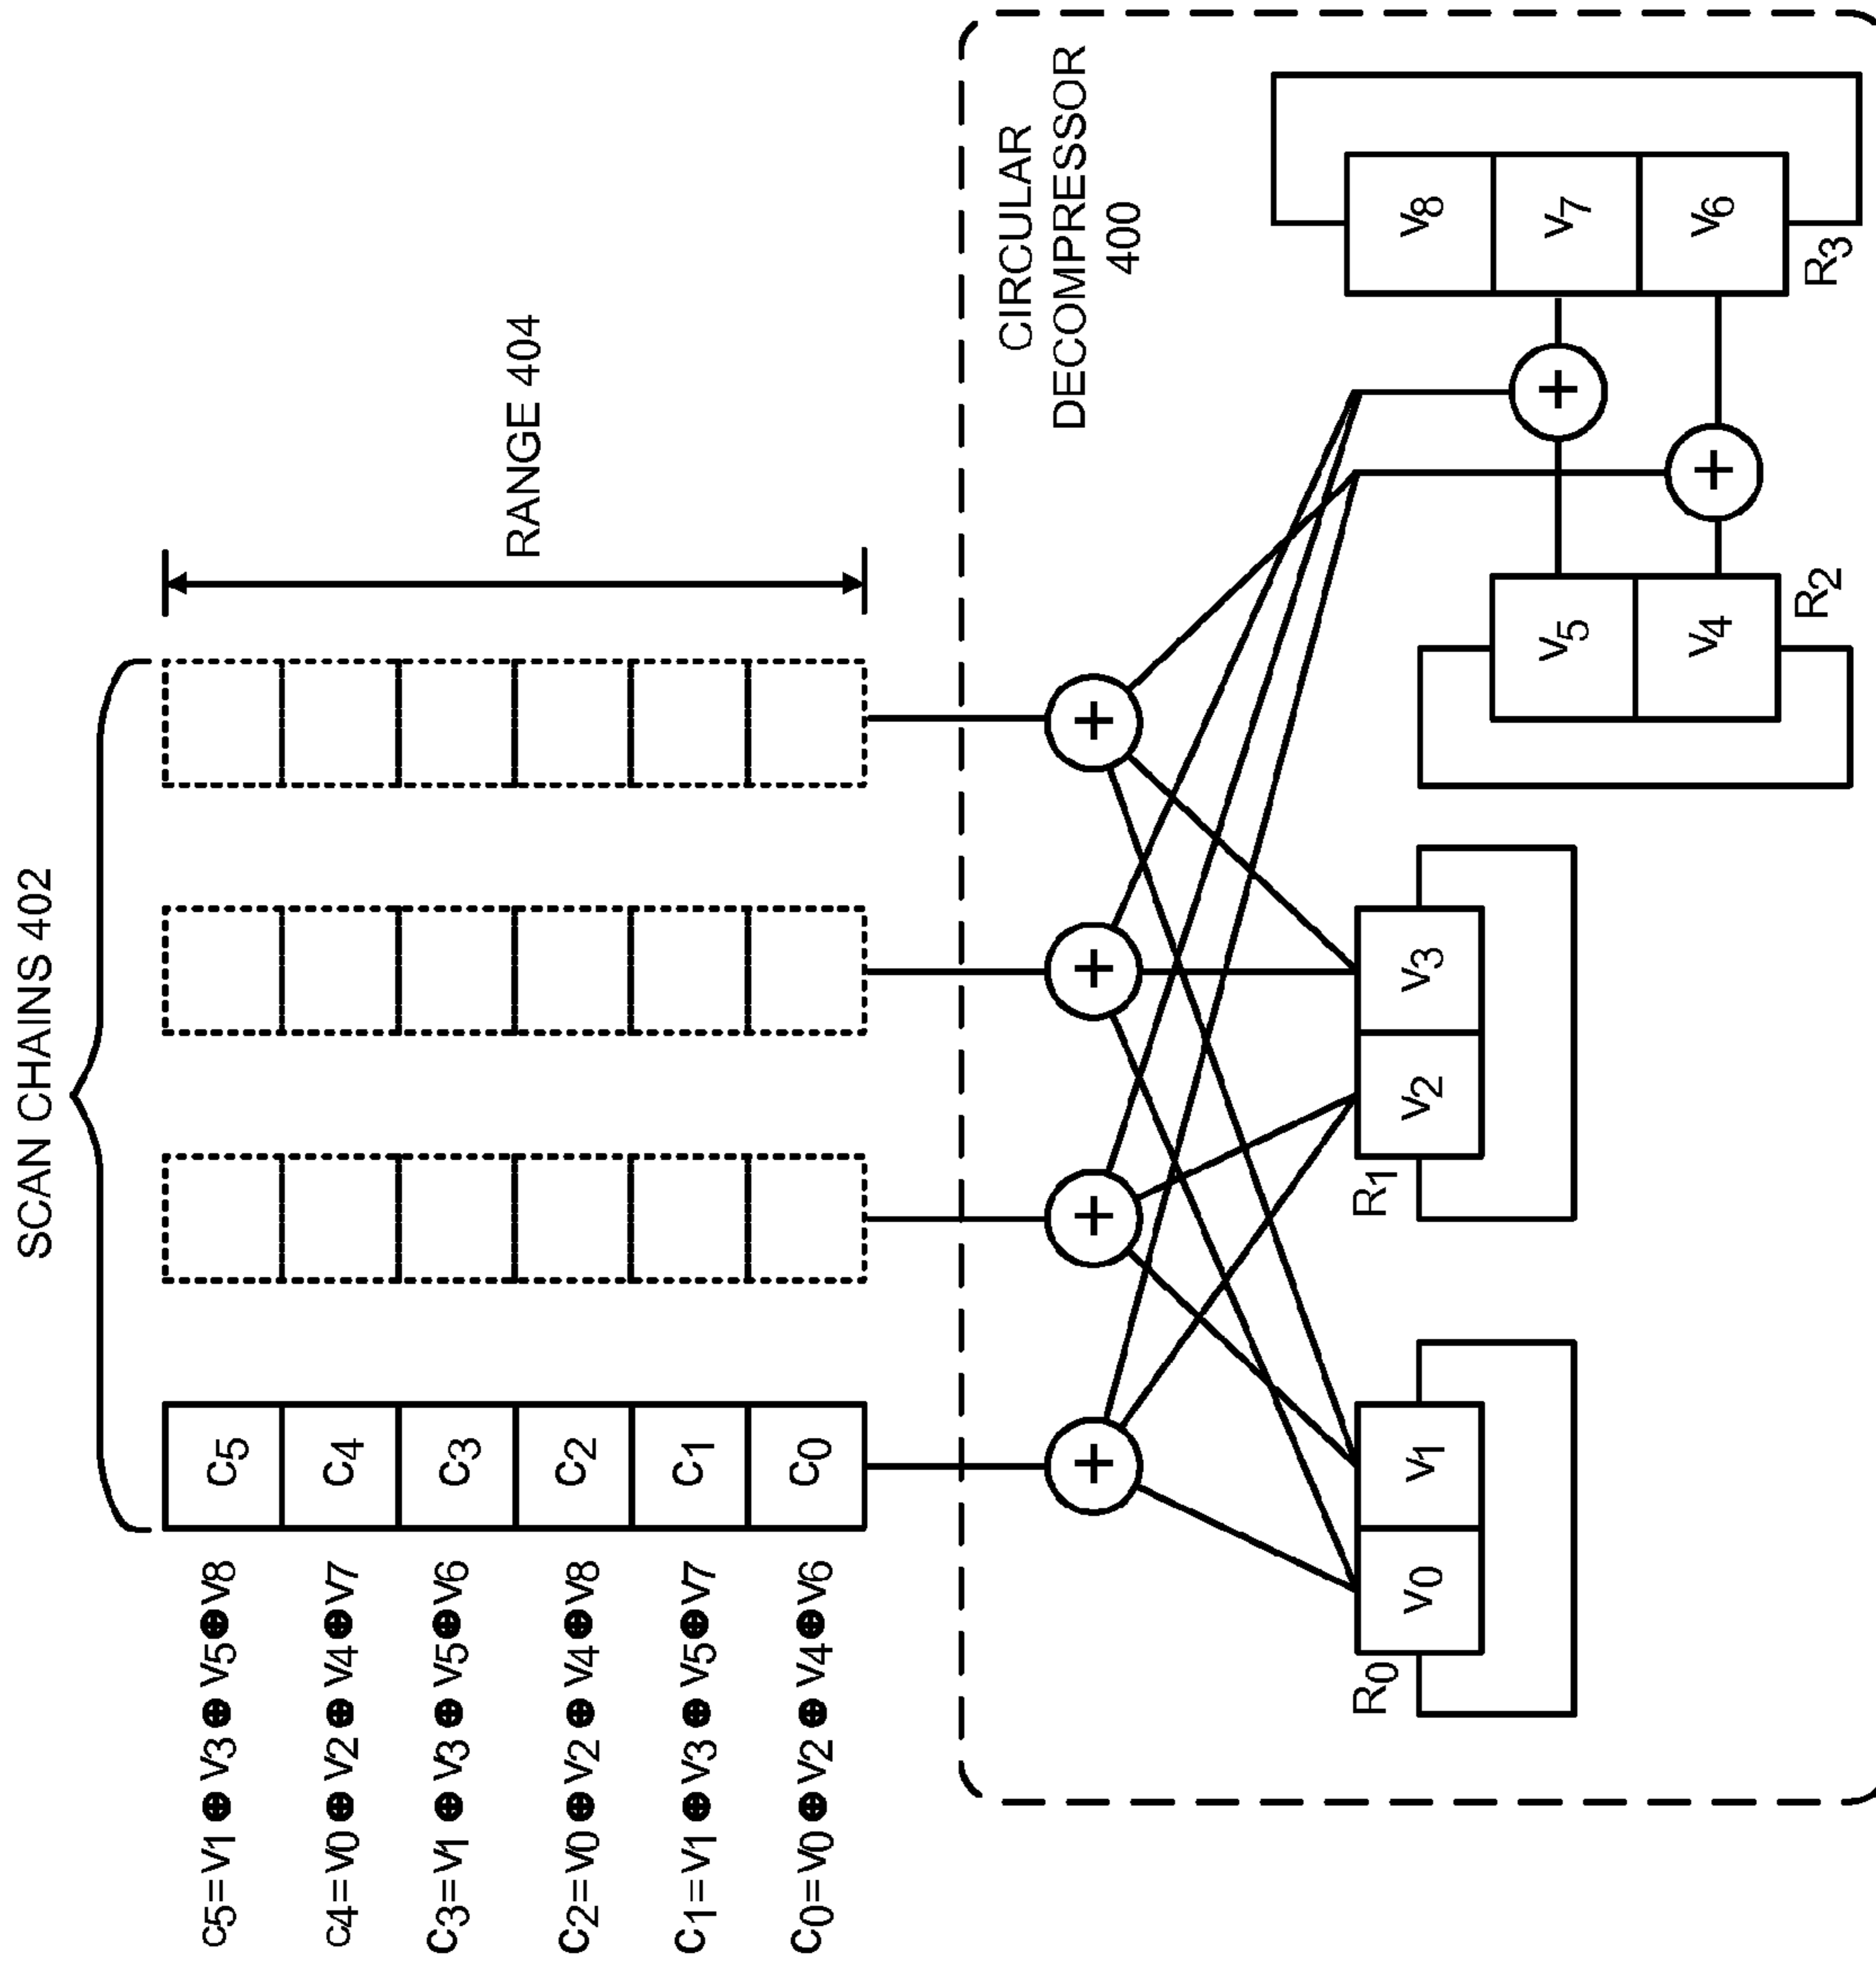 SCAN CHAINS 402
RANGE 404
C5= V1 ⊕ V3 ⊕ V5 ⊕ V8
C4= V0 ⊕ V2 ⊕ V4 ⊕ V7
C3= V1 ⊕ V3 ⊕ V5 ⊕ V6
C2= V0 ⊕ V2 ⊕ V4 ⊕ V8
C1= V1 ⊕ V3 ⊕ V5 ⊕ V7
C0= V0 ⊕ V2 ⊕ V4 ⊕ V6
C5
C4
C3
C2
C1
C0
CIRCULAR
DECOMPRESSOR
400
+
+
+
+
+
+
R0
V0
V1
R1
V2
V3
R2
V5
V4
R3
V8
V7
V6